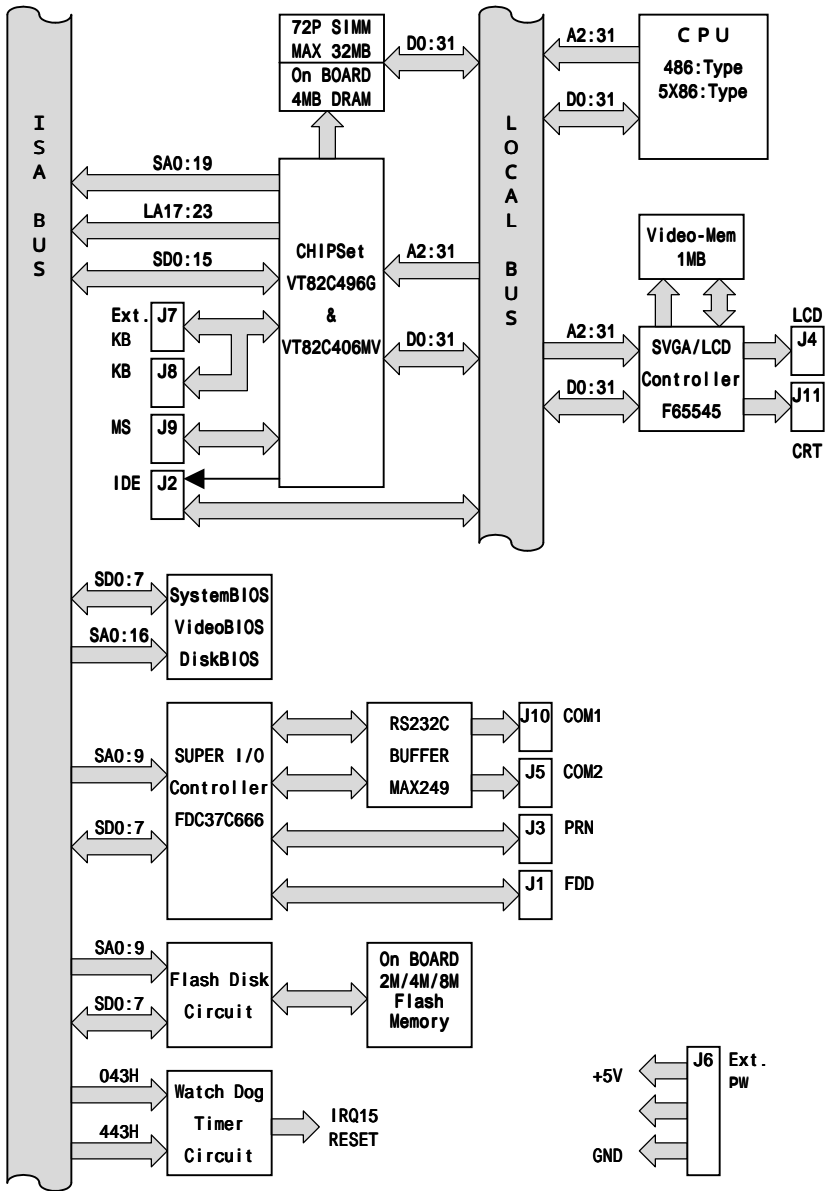 ISA BUS
72P SIMM
MAX 32MB
On BOARD
4MB DRAM
D0:31
LOCAL BUS
A2:31
D0:31
CPU
486:Type
5X86:Type
SA0:19
LA17:23
SD0:15
CHIPSet
VT82C496G
&
VT82C406MV
A2:31
D0:31
Ext.
KB
J7
KB
J8
MS
J9
IDE
J2
Video-Mem
1MB
A2:31
D0:31
SVGA/LCD
Controller
F65545
LCD
J4
J11
CRT
SD0:7
SA0:16
SystemBIOS
VideoBIOS
DiskBIOS
SA0:9
SD0:7
SUPER I/O
Controller
FDC37C666
RS232C
BUFFER
MAX249
J10 COM1
J5 COM2
J3 PRN
J1 FDD
SA0:9
SD0:7
Flash Disk
Circuit
On BOARD
2M/4M/8M
Flash
Memory
043H
443H
Watch Dog
Timer
Circuit
IRQ15
RESET
+5V
GND
J6
Ext.
PW